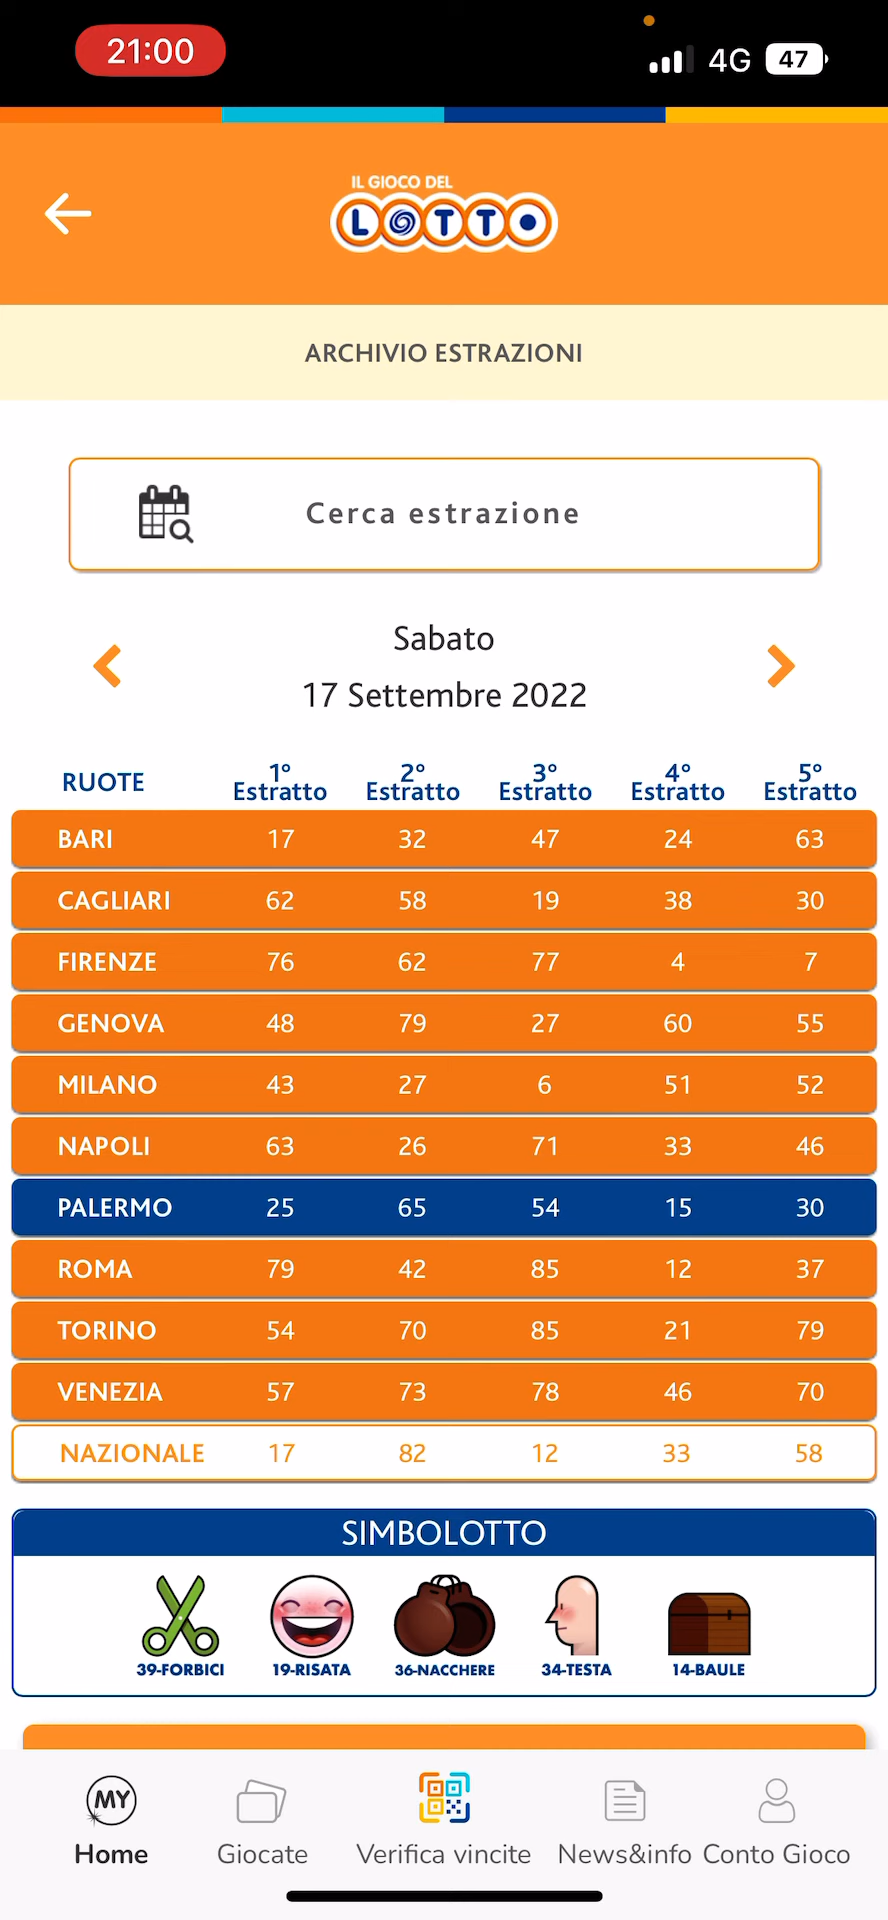 21:00 4G 47
IL GIOCO DEL
LOTTO
ARCHIVIO ESTRAZIONI
Cerca estrazione
Sabato
17 Settembre 2022
RUOTE 1° Estratto 2° Estratto 3° Estratto 4° Estratto 5° Estratto
BARI 17 32 47 24 63
CAGLIARI 62 58 19 38 30
FIRENZE 76 62 77 4 7
GENOVA 48 79 27 60 55
MILANO 43 27 6 51 52
NAPOLI 63 26 71 33 46
PALERMO 25 65 54 15 30
ROMA 79 42 85 12 37
TORINO 54 70 85 21 79
VENEZIA 57 73 78 46 70
NAZIONALE 17 82 12 33 58
SIMBOLOTTO
39-FORBICI 19-RISATA 36-NACCHERE 34-TESTA 14-BAULE
MY
Home Giocate Verifica vincite News&info Conto Gioco